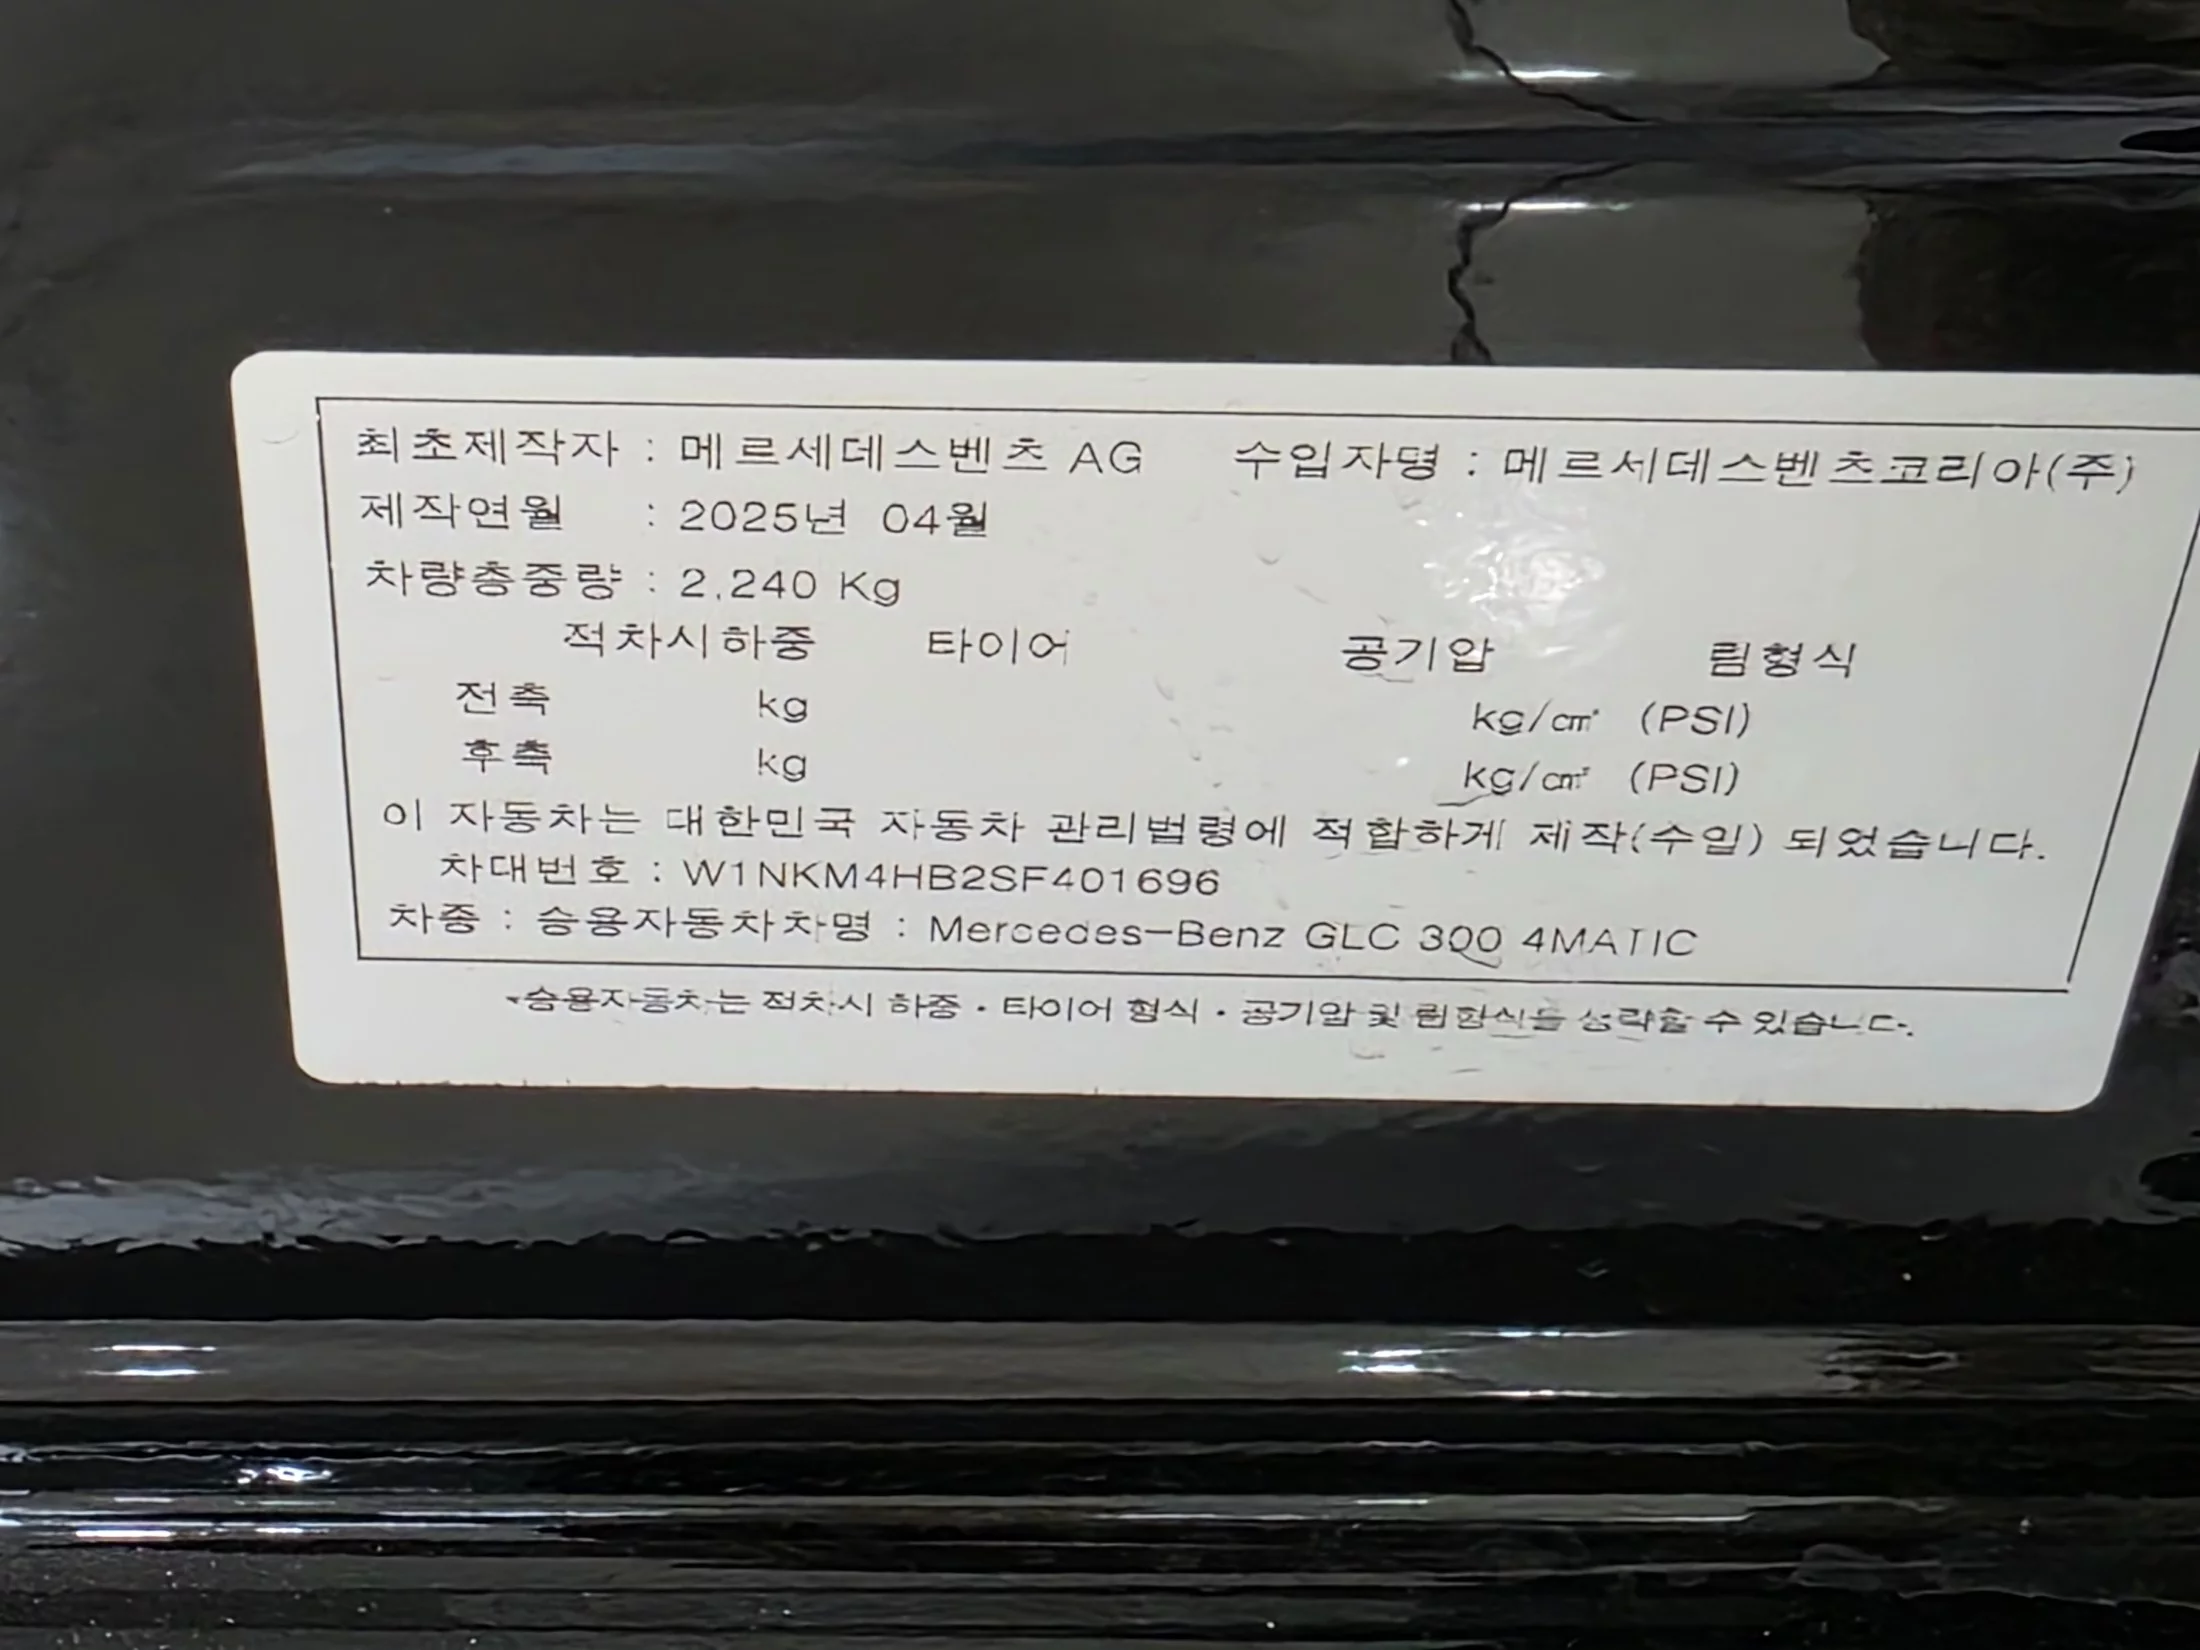 최초제작자 : 메르세데스벤츠 AG 수입자명 : 메르세데스벤츠코리아(주)
제작연월 : 2025년 04월
차량총중량 : 2,240 Kg
적차시하중 타이어 공기압 림형식
전축 kg kg/㎠ (PSI)
후축 kg kg/㎠ (PSI)
이 자동차는 대한민국 자동차 관리법령에 적합하게 제작(수입) 되었습니다.
차대번호 : W1NKM4HB2SF401696
차종 : 승용자동차차명 : Mercedes-Benz GLC 300 4MATIC
*승용자동차는 적차시 하중 · 타이어 형식 · 공기압 및 림형식을 생략할 수 있습니다.